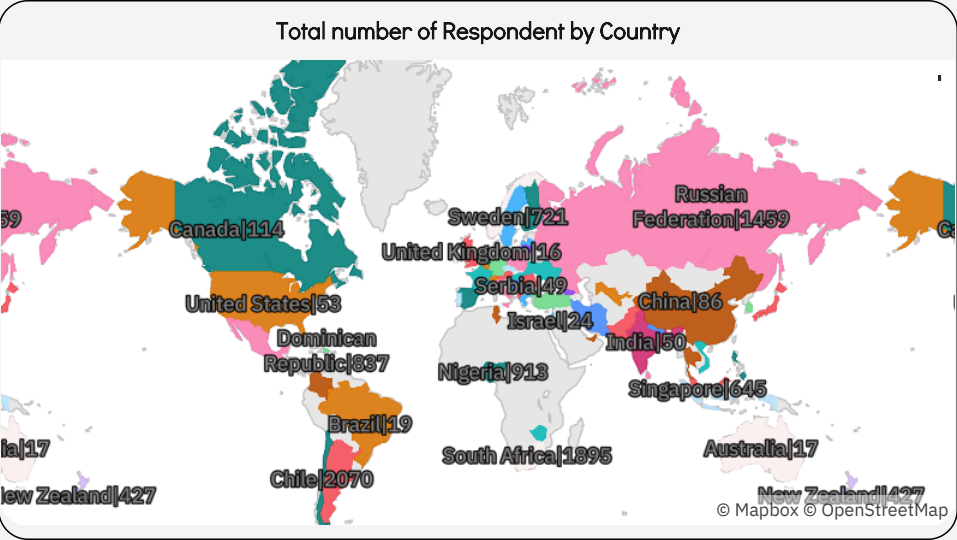 Total number of Respondent by Country
Russian
59
Sweden|721
Federation|1459
Canada|114
Ca
United Kingdom|16
Serbia|49
United States|53
China|86
Israel|24
Dominican
India|50
Republic|837
Nigeria|913
Singapore|645
Brazil|19
ia|17
South Africa|1895
Australia|17
Chile|2070
lew Zealand|427
New Zealand|427
© Mapbox © OpenStreetMap